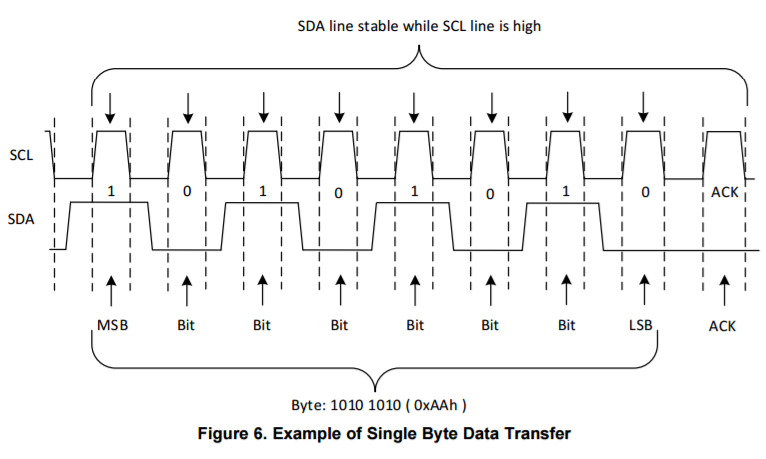 SDA line stable while SCL line is high
SCL
1 0 1 0 1 0 1 0 ACK
SDA
MSB Bit Bit Bit Bit Bit Bit LSB ACK
Byte: 1010 1010 ( 0xAAh )
Figure 6. Example of Single Byte Data Transfer